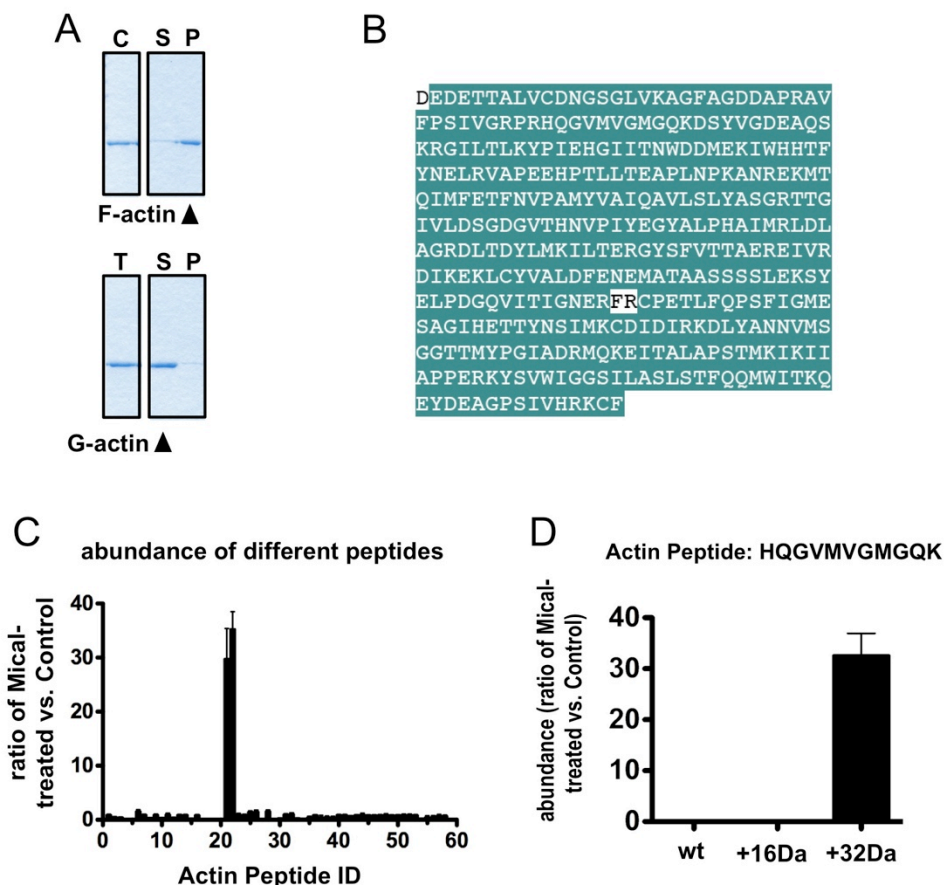 A
C S P
F-actin ▲
T S P
G-actin ▲
B
DEDETTALVCDNGSGLVKAGFAGDDAPRAV
FPSIVGRPRHQGVMVGMGQKDSYVGDEAQS
KRGILTLKYPIEHGIITNWDDMEKIWHHTF
YNELRVAPEEHPTLLTEAPLNPKANREKMT
QIMFETFNVPAMYVAIQAVLSLYASGRTTG
IVLDSGDGVTHNVPIYEGYALPHAIMRLDL
AGRDLTDYLMKILTERGYSFVTTAEREIVR
DIKEKLCYVALDFENEMATAASSSSLEKSY
ELPDGQVITIGNERFRCPETLFQPSFIGME
SAGIHETTYNSIMKCDIDIRKDLYANNVMS
GGTTMYPGIADRMQKEITALAPSTMKIKII
APPERKYSVWIGGSILASLSTFQQMWITKQ
EYDEAGPSIVHRKCF
C
abundance of different peptides
ratio of Mical-
treated vs. Control
40
30
20
10
0
0 10 20 30 40 50 60
Actin Peptide ID
D
Actin Peptide: HQGVMVGMGQK
abundance (ratio of Mical-
treated vs. Control)
40
30
20
10
0
wt +16Da +32Da